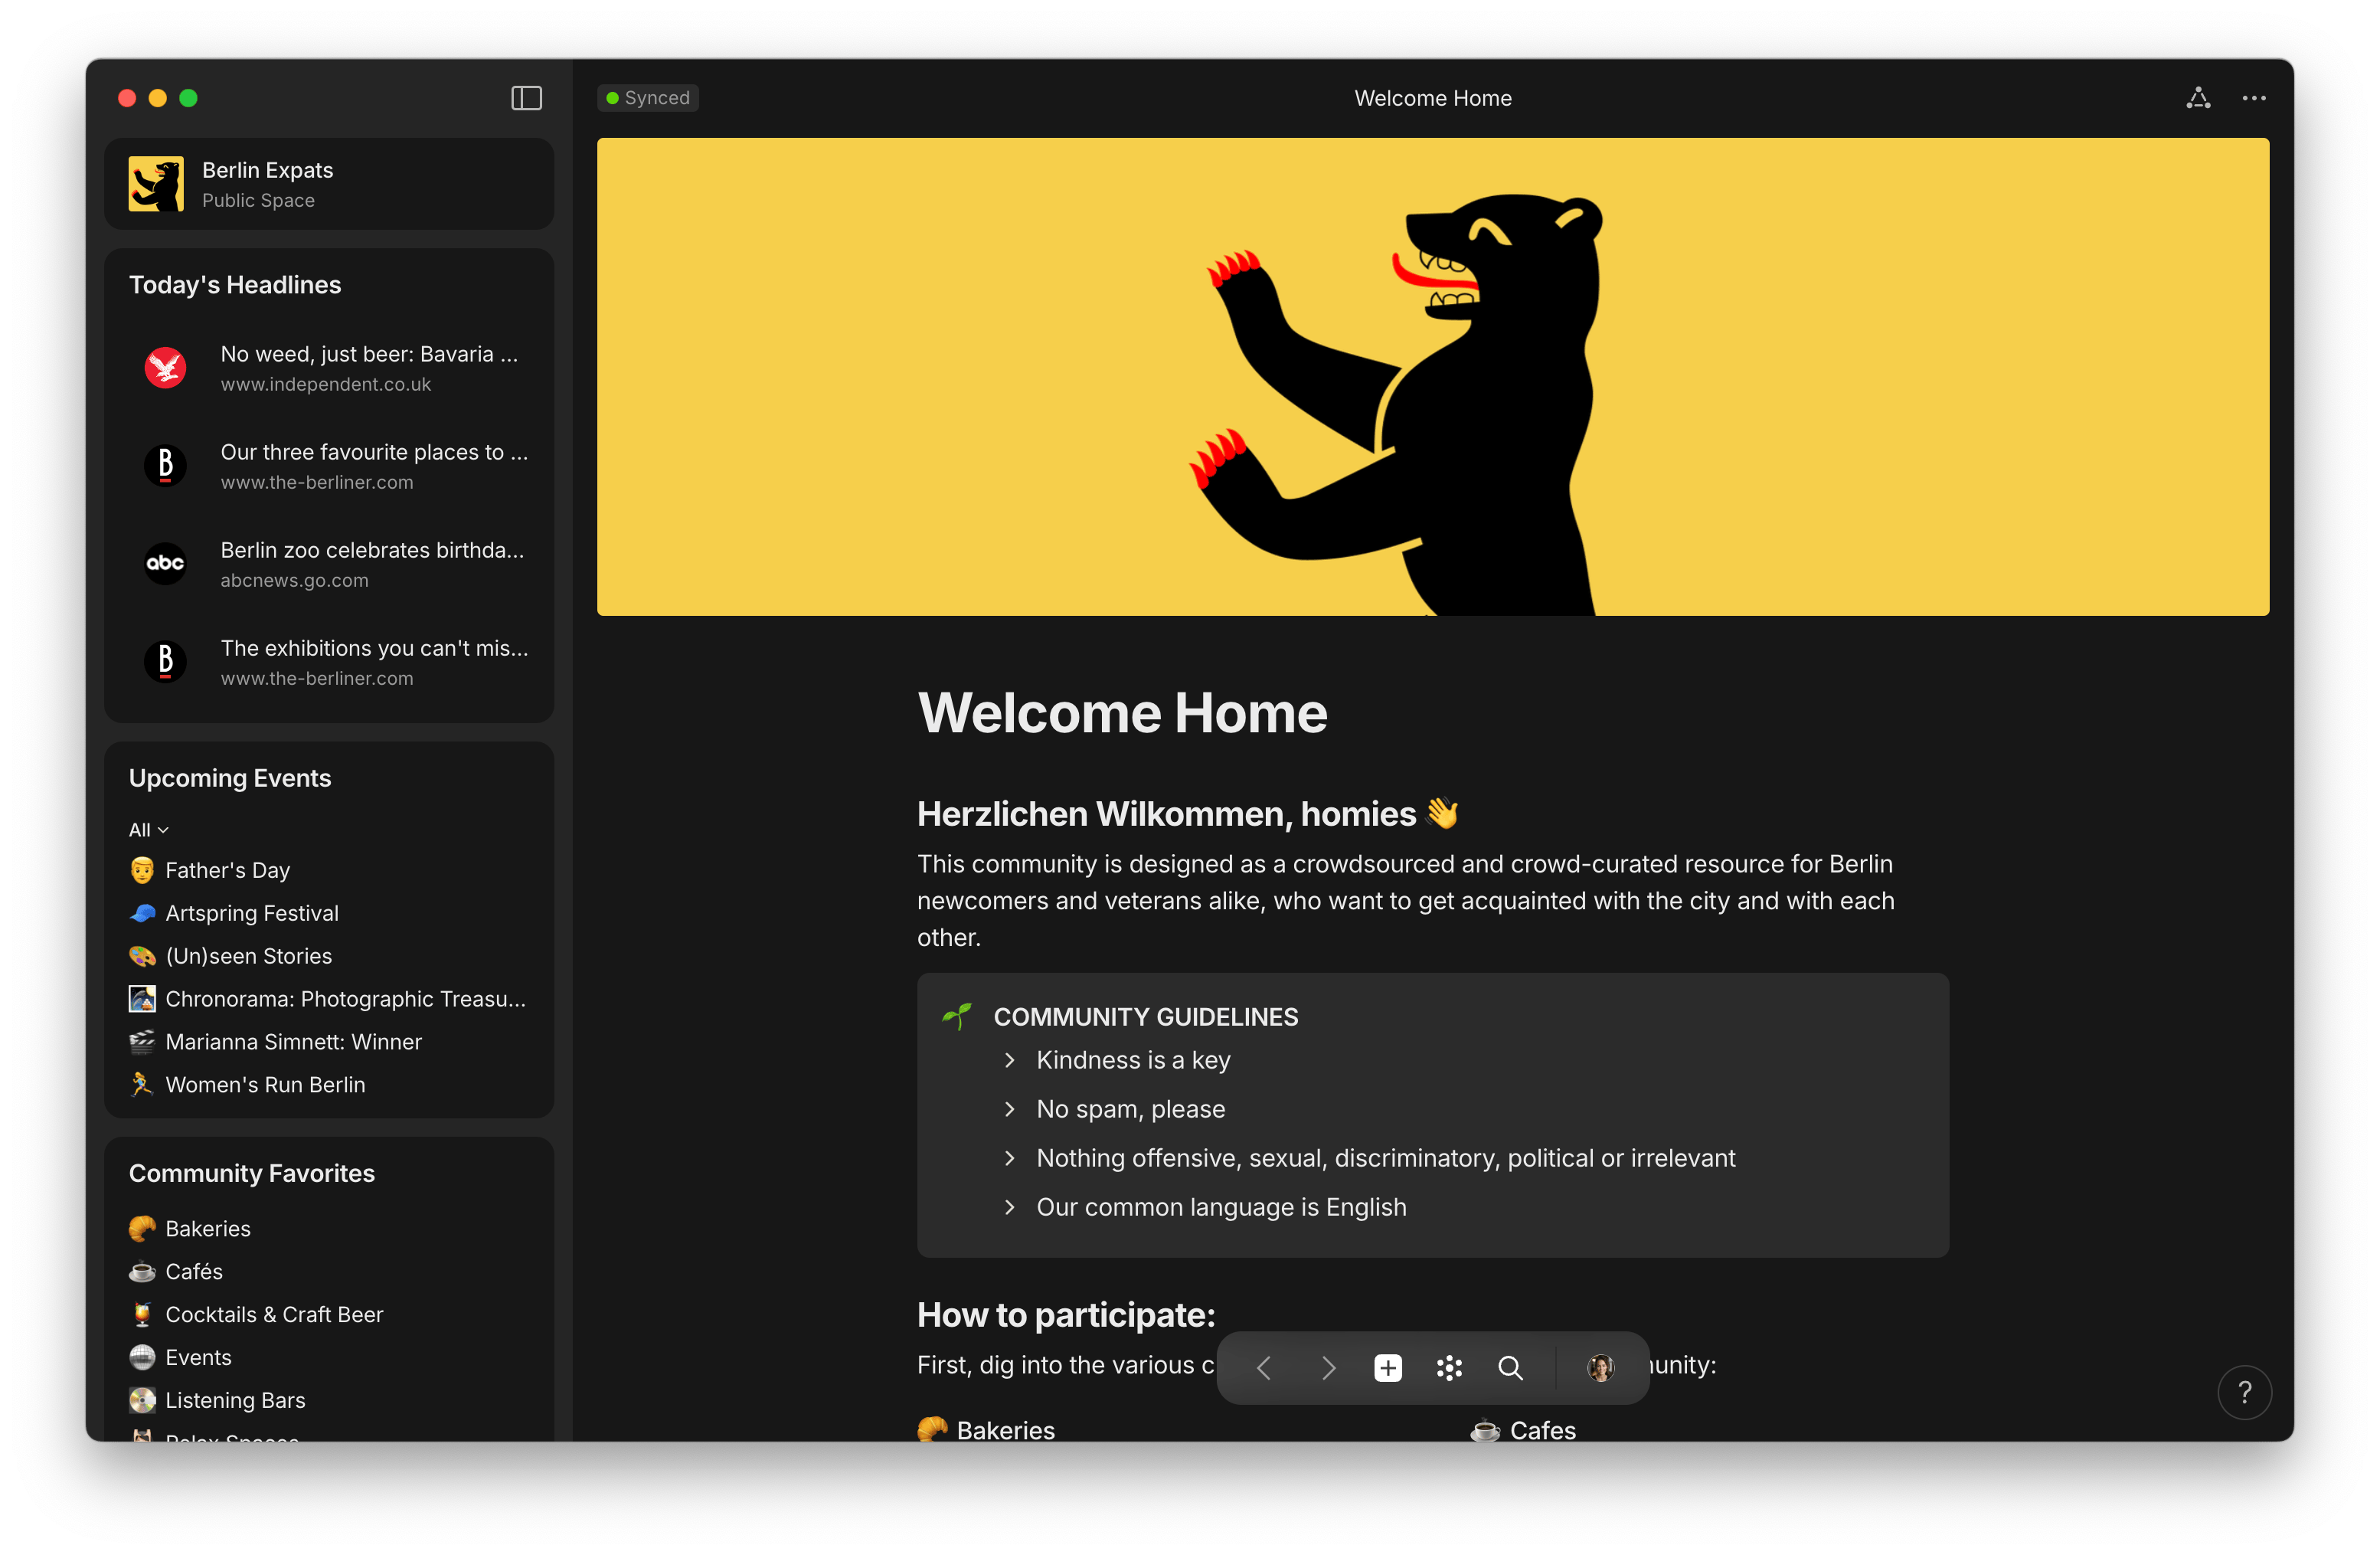 Synced
Welcome Home
Berlin Expats
Public Space
Today's Headlines
No weed, just beer: Bavaria ...
www.independent.co.uk
B
Our three favourite places to ...
www.the-berliner.com
abc
Berlin zoo celebrates birthda...
abcnews.go.com
B
The exhibitions you can't mis...
www.the-berliner.com
Upcoming Events
All
Father's Day
Artspring Festival
(Un)seen Stories
Chronorama: Photographic Treasu...
Marianna Simnett: Winner
Women's Run Berlin
Community Favorites
Bakeries
Cafés
Cocktails & Craft Beer
Events
Listening Bars
Relax Spaces
Welcome Home
Herzlichen Wilkommen, homies 👋
This community is designed as a crowdsourced and crowd-curated resource for Berlin
newcomers and veterans alike, who want to get acquainted with the city and with each
other.
COMMUNITY GUIDELINES
Kindness is a key
No spam, please
Nothing offensive, sexual, discriminatory, political or irrelevant
Our common language is English
How to participate:
First, dig into the various
Bakeries
Cafes
?